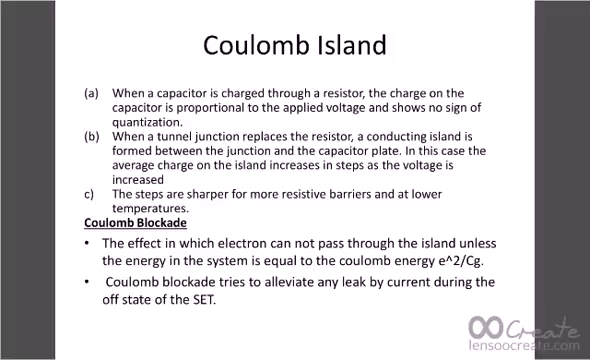 Coulomb Island
(a) When a capacitor is charged through a resistor, the charge on the
capacitor is proportional to the applied voltage and shows no sign of
quantization.
(b) When a tunnel junction replaces the resistor, a conducting island is
formed between the junction and the capacitor plate. In this case the
average charge on the island increases in steps as the voltage is
increased
c) The steps are sharper for more resistive barriers and at lower
temperatures.
Coulomb Blockade
• The effect in which electron can not pass through the island unless
the energy in the system is equal to the coulomb energy e^2/Cg.
• Coulomb blockade tries to alleviate any leak by current during the
off state of the SET.
Create
lensoocreate.com